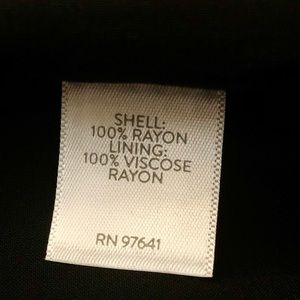 SHELL:
100% RAYON
LINING:
100% VISCOSE
RAYON
RN 97641